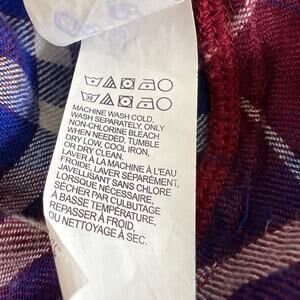 MACHINE WASH COLD,
WASH SEPARATELY, ONLY
NON-CHLORINE BLEACH
WHEN NEEDED, TUMBLE
DRY LOW, COOL IRON,
OR DRY CLEAN.
LAVER À LA MACHINE À L'EAU
FROIDE, LAVER SÉPARÉMENT,
JAVELLISANT SANS CHLORE
SÉCHER PAR CULBUTAGE
À BASSE TEMPÉRATURE,
REPASSER À FROID,
OU NETTOYAGE À SEC.